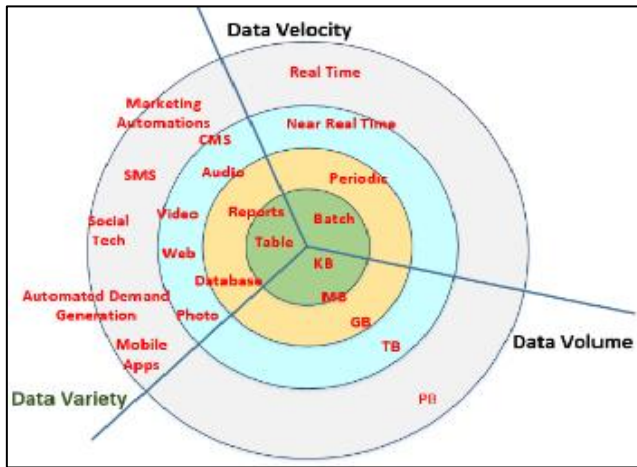 Data Velocity
Real Time
Marketing
Automations
Near Real Time
CMS
Audio
SMS
Periodic
Reports
Batch
Video
Social
Tech
Table
Web
KB
Database
Automated Demand
Generation
MB
Photo
GB
Mobile
Apps
TB
Data Volume
Data Variety
PB